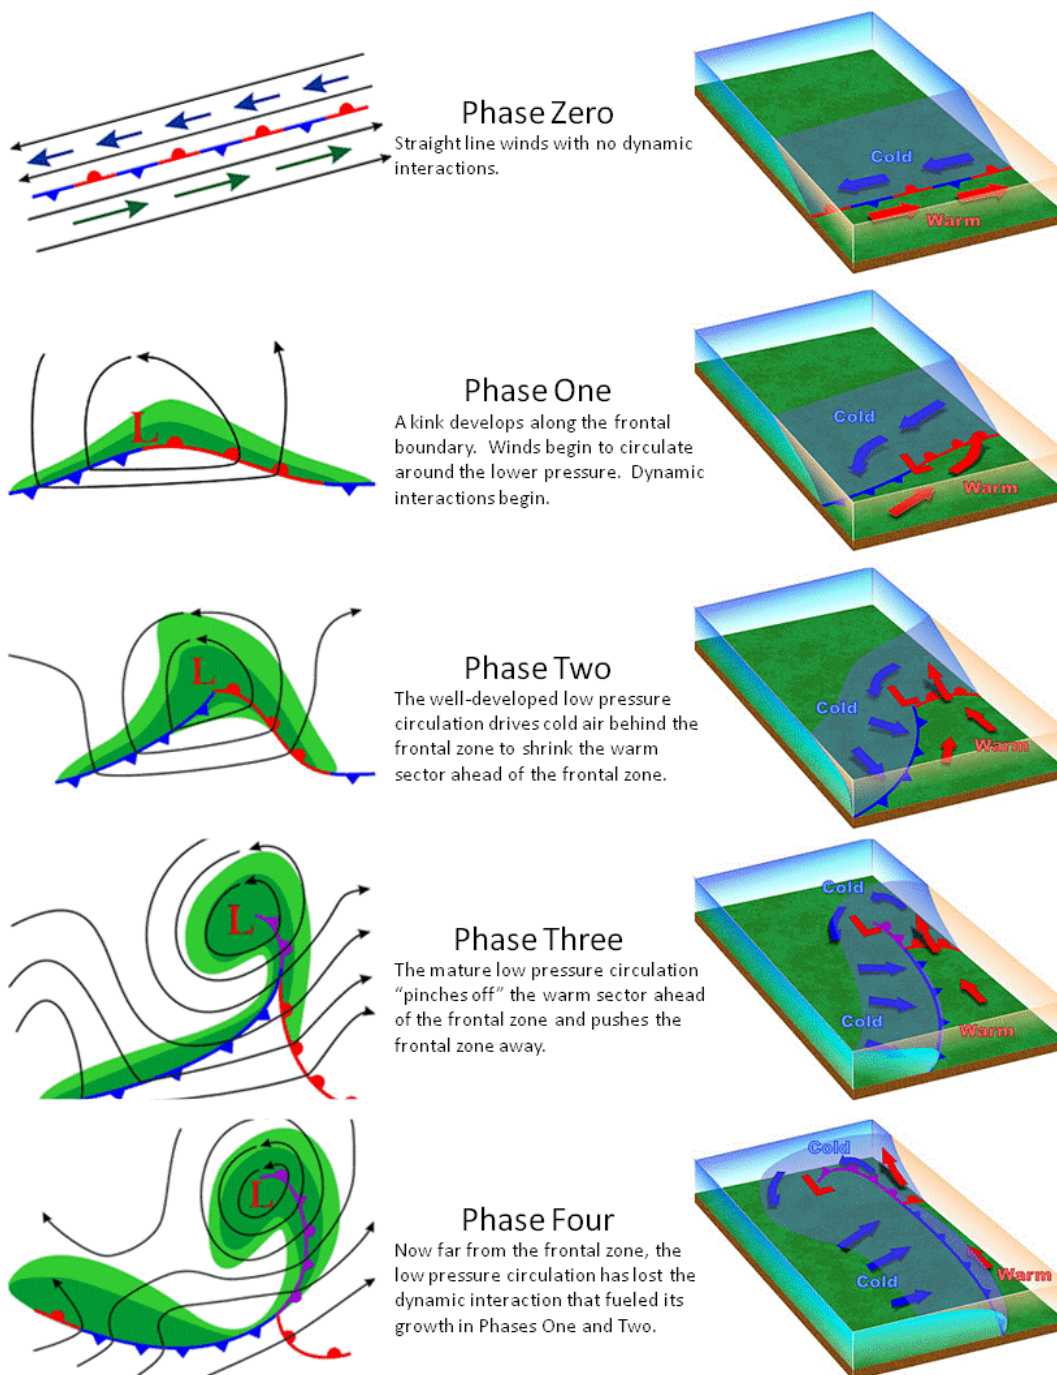 Phase Zero
Straight line winds with no dynamic
interactions.
Cold
Warm
L
Phase One
A kink develops along the frontal
boundary. Winds begin to circulate
around the lower pressure. Dynamic
interactions begin.
Cold
L
Warm
L
Phase Two
The well-developed low pressure
circulation drives cold air behind the
frontal zone to shrink the warm
sector ahead of the frontal zone.
L
Cold
Warm
L
Phase Three
The mature low pressure circulation
“pinches off” the warm sector ahead
of the frontal zone and pushes the
frontal zone away.
Cold
L
Cold
Warm
L
Phase Four
Now far from the frontal zone, the
low pressure circulation has lost the
dynamic interaction that fueled its
growth in Phases One and Two.
Cold
L
Cold
Warm